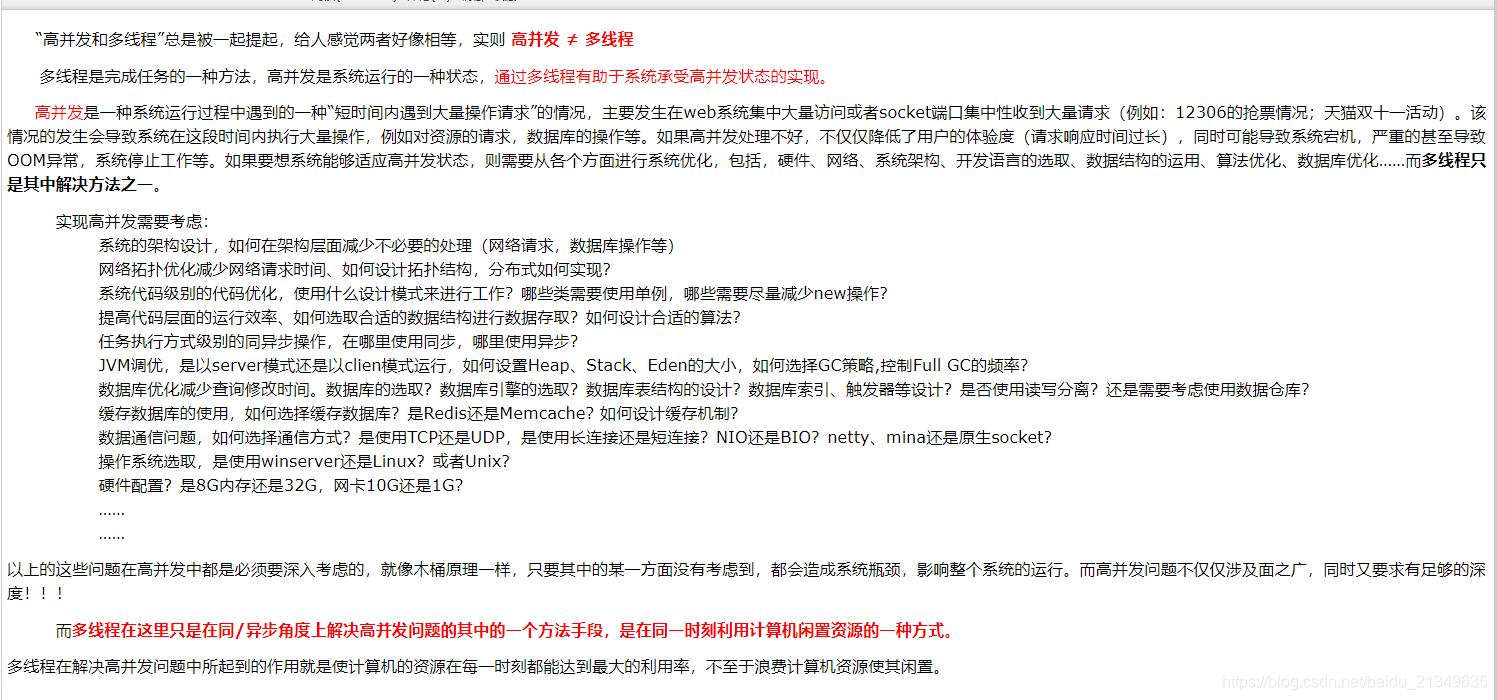 “高并发和多线程”总是被一起提起，给人感觉两者好像相等，实则 高并发 ≠ 多线程
多线程是完成任务的一种方法，高并发是系统运行的一种状态，通过多线程有助于系统承受高并发状态的实现。
高并发是一种系统运行过程中遇到的一种“短时间内遇到大量操作请求”的情况，主要发生在web系统集中大量访问或者socket端口集中性收到大量请求（例如：12306的抢票情况；天猫双十一活动）。该
情况的发生会导致系统在这段时间内执行大量操作，例如对资源的请求，数据库的操作等。如果高并发处理不好，不仅仅降低了用户的体验度（请求响应时间过长），同时可能导致系统宕机，严重的甚至导致
OOM异常，系统停止工作等。如果要想系统能够适应高并发状态，则需要从各个方面进行系统优化，包括，硬件、网络、系统架构、开发语言的选取、数据结构的运用、算法优化、数据库优化……而多线程只
是其中解决方法之一。
实现高并发需要考虑：
系统的架构设计，如何在架构层面减少不必要的处理（网络请求，数据库操作等）
网络拓扑优化减少网络请求时间、如何设计拓扑结构，分布式如何实现？
系统代码级别的代码优化，使用什么设计模式来进行工作？哪些类需要使用单例，哪些需要尽量减少new操作？
提高代码层面的运行效率、如何选取合适的数据结构进行数据存取？如何设计合适的算法？
任务执行方式级别的同异步操作，在哪里使用同步，哪里使用异步？
JVM调优，是以server模式还是以clien模式运行，如何设置Heap、Stack、Eden的大小，如何选择GC策略,控制Full GC的频率？
数据库优化减少查询修改时间。数据库的选取？数据库引擎的选取？数据库表结构的设计？数据库索引、触发器等设计？是否使用读写分离？还是需要考虑使用数据仓库？
缓存数据库的使用，如何选择缓存数据库？是Redis还是Memcache？如何设计缓存机制？
数据通信问题，如何选择通信方式？是使用TCP还是UDP，是使用长连接还是短连接？NIO还是BIO？netty、mina还是原生socket？
操作系统选取，是使用winserver还是Linux？或者Unix？
硬件配置？是8G内存还是32G，网卡10G还是1G？
……
……
以上的这些问题在高并发中都是必须要深入考虑的，就像木桶原理一样，只要其中的某一方面没有考虑到，都会造成系统瓶颈，影响整个系统的运行。而高并发问题不仅仅涉及面之广，同时又要求有足够的深
度！！！
而多线程在这里只是在同/异步角度上解决高并发问题的其中的一个方法手段，是在同一时刻利用计算机闲置资源的一种方式。
多线程在解决高并发问题中所起到的作用就是使计算机的资源在每一时刻都能达到最大的利用率，不至于浪费计算机资源使其闲置。
https://blog.csdn.net/baidu_21349635